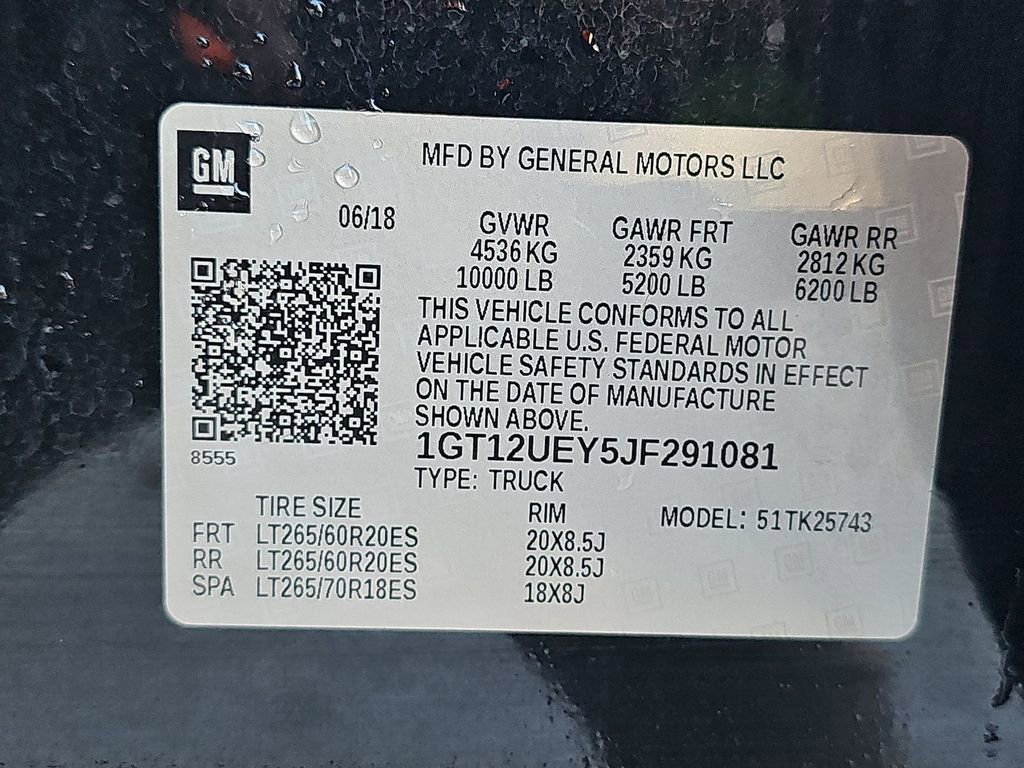 GM
MFD BY GENERAL MOTORS LLC
06/18
GVWR GAWR FRT GAWR RR
4536 KG 2359 KG 2812 KG
10000 LB 5200 LB 6200 LB
THIS VEHICLE CONFORMS TO ALL
APPLICABLE U.S. FEDERAL MOTOR
VEHICLE SAFETY STANDARDS IN EFFECT
ON THE DATE OF MANUFACTURE
SHOWN ABOVE.
8555
1GT12UEY5JF291081
TYPE: TRUCK
TIRE SIZE RIM MODEL: 51TK25743
FRT LT265/60R20ES 20X8.5J
RR LT265/60R20ES 20X8.5J
SPA LT265/70R18ES 18X8J